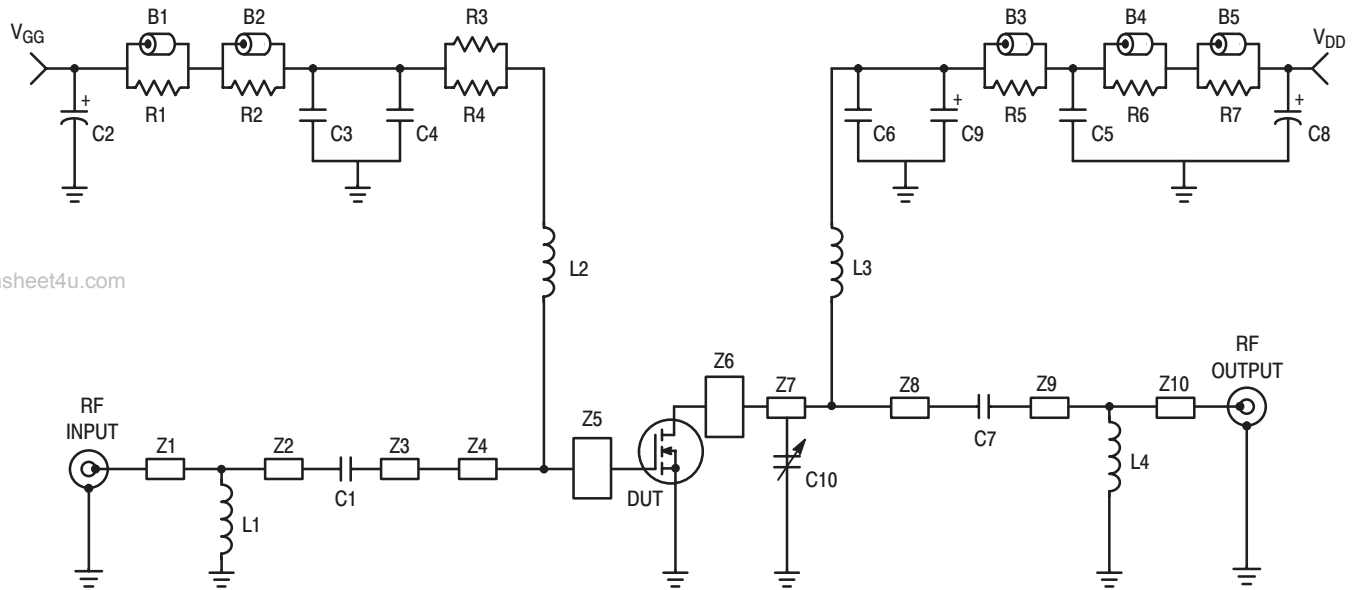 B1 B2 R3 B3 B4 B5
VGG VDD
+ + +
R1 R2 R4 R5 R6 R7
C2 C3 C4 C6 C9 C5 C8
L2 L3
asheet4u.com
Z6 RF
OUTPUT
Z7 Z8 Z9 Z10
RF
INPUT
Z5
Z1 Z2 Z3 Z4
C7
L4
C1 DUT C10
L1